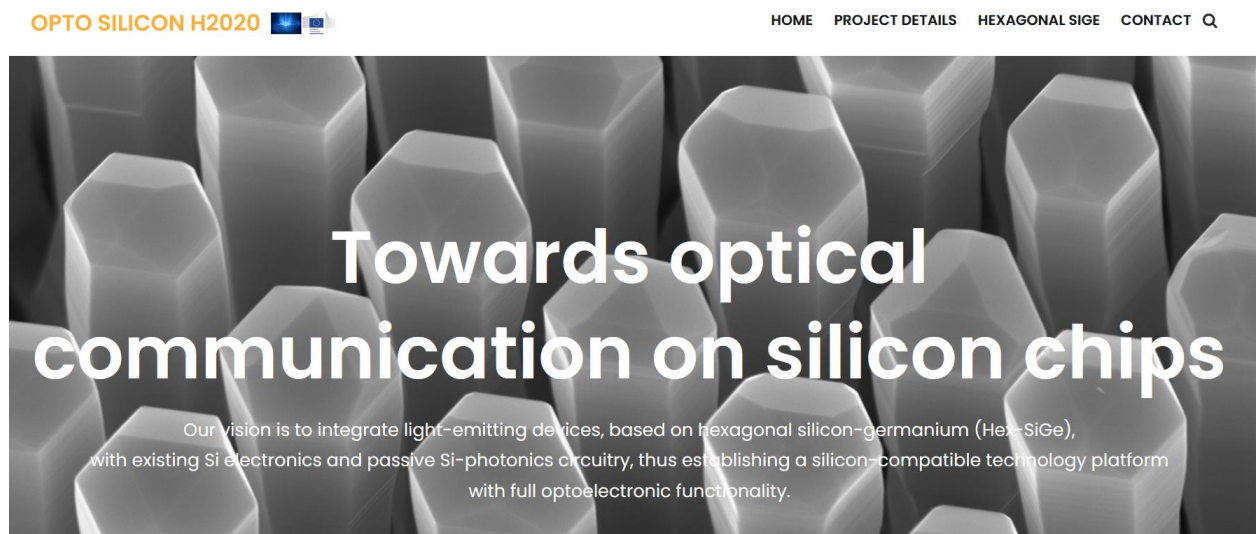 OPTO SILICON H2020
HOME PROJECT DETAILS HEXAGONAL SIGE CONTACT
Towards optical
communication on silicon chips
Our vision is to integrate light-emitting devices, based on hexagonal silicon-germanium (Hex-SiGe),
with existing Si electronics and passive Si-photonics circuitry, thus establishing a silicon-compatible technology platform
with full optoelectronic functionality.